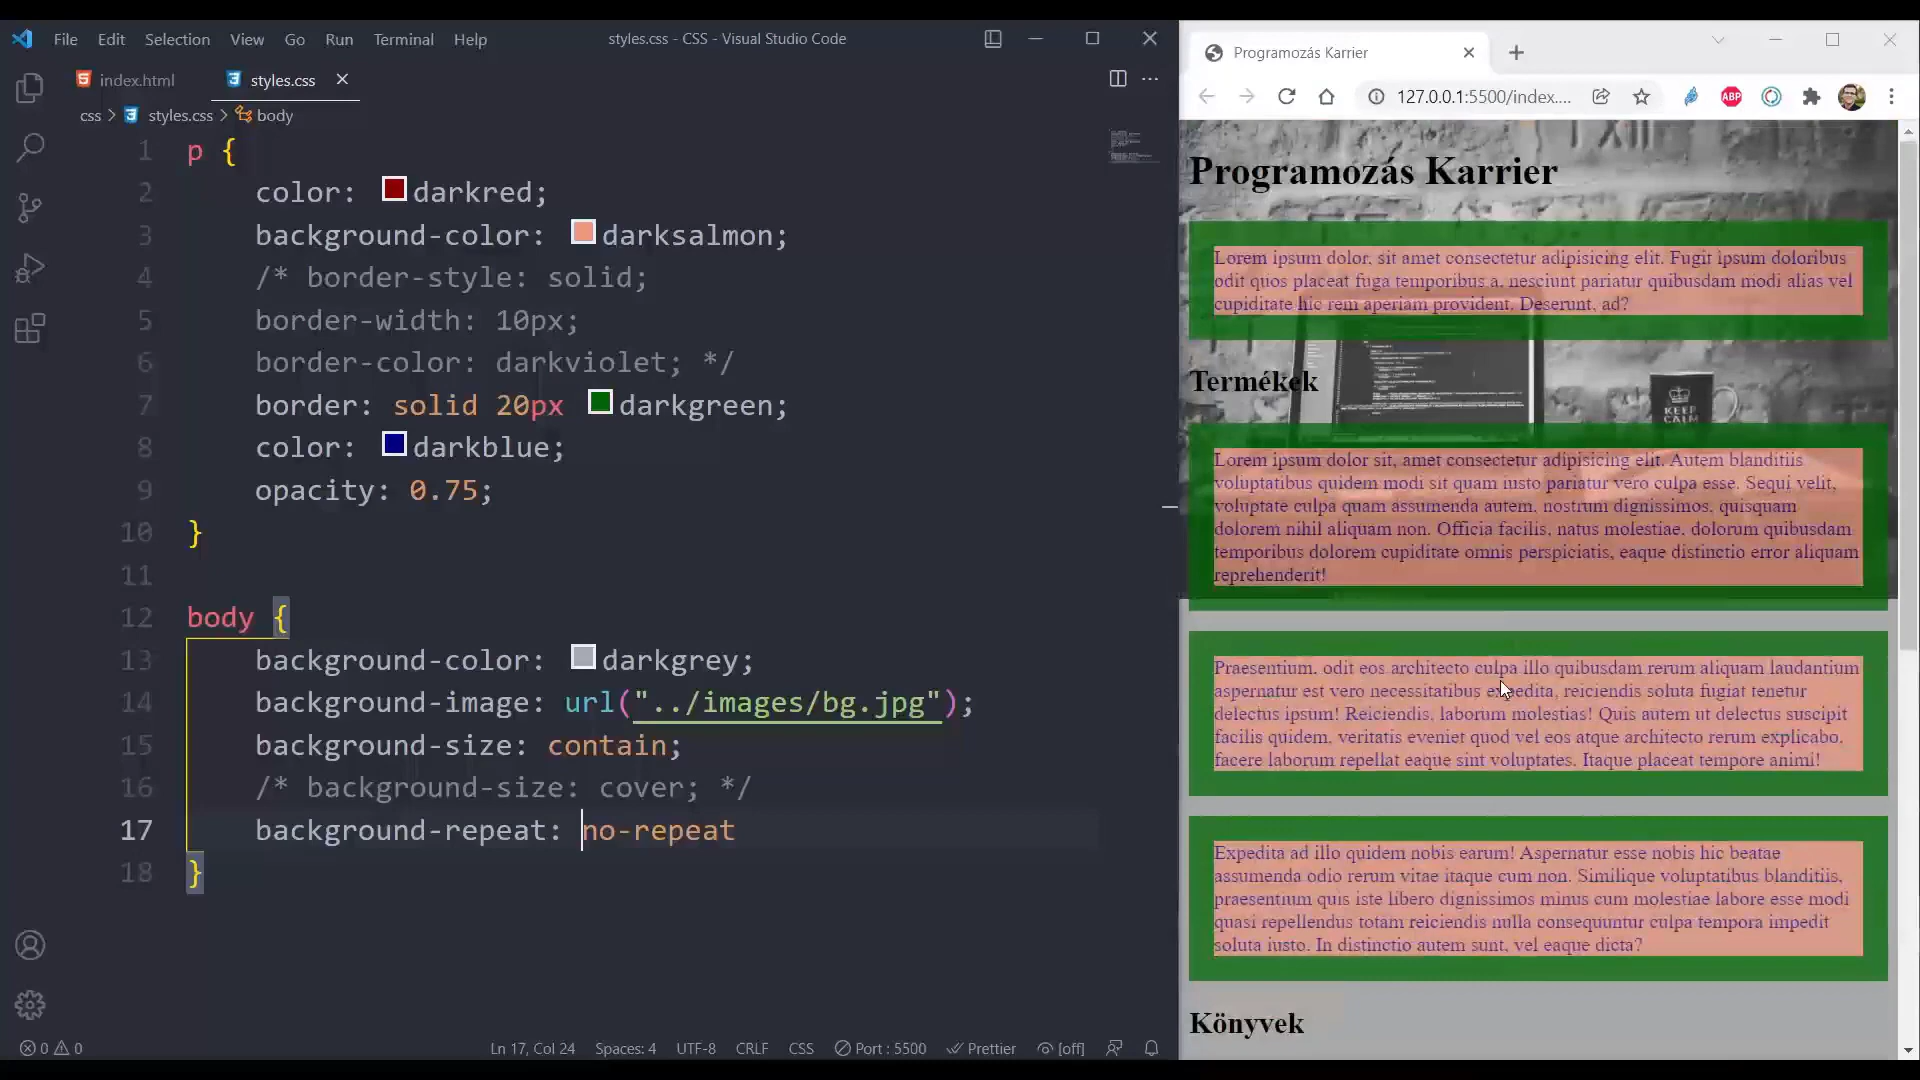 File Edit Selection View Go Run Terminal Help
styles.css - CSS - Visual Studio Code
index.html
styles.css
css > styles.css > body
1 p {
2 color: darkred;
3 background-color: darksalmon;
4 /* border-style: solid;
5 border-width: 10px;
6 border-color: darkviolet; */
7 border: solid 20px darkgreen;
8 color: darkblue;
9 opacity: 0.75;
10 }
11
12 body {
13 background-color: darkgrey;
14 background-image: url("../images/bg.jpg");
15 background-size: contain;
16 /* background-size: cover; */
17 background-repeat: no-repeat
18 }
0 0
Ln 17, Col 24 Spaces: 4 UTF-8 CRLF CSS Port : 5500 Prettier [off]
Programozás Karrier
127.0.0.1:5500/index....
ABP
Programozás Karrier
Lorem ipsum dolor, sit amet consectetur adipisicing elit. Fugit ipsum doloribus
odit quos placeat fuga temporibus a, nesciunt pariatur quibusdam modi alias vel
cupiditate hic rem aperiam provident. Deserunt, ad?
Termékek
KEEP
CALM
Lorem ipsum dolor sit, amet consectetur adipisicing elit. Autem blanditiis
voluptatibus quidem modi sit quam iusto pariatur vero culpa esse. Sequi velit,
voluptate culpa quam assumenda autem, nostrum dignissimos, quisquam
dolorem nihil aliquam non. Officia facilis, natus molestiae, dolorum quibusdam
temporibus dolorem cupiditate omnis perspiciatis, eaque distinctio error aliquam
reprehenderit!
Praesentium, odit eos architecto culpa illo quibusdam rerum aliquam laudantium
aspernatur est vero necessitatibus expedita, reiciendis soluta fugiat tenetur
delectus ipsum! Reiciendis, laborum molestias! Quis autem ut delectus suscipit
facilis quidem, veritatis eveniet quod vel eos atque architecto rerum explicabo,
facere laborum repellat eaque sint voluptates. Itaque placeat tempore animi!
Expedita ad illo quidem nobis earum! Aspernatur esse nobis hic beatae
assumenda odio rerum vitae itaque cum non. Similique voluptatibus blanditiis,
praesentium quis iste libero dignissimos minus cum molestiae labore esse modi
quasi repellendus totam reiciendis nulla consequuntur culpa tempora impedit
soluta iusto. In distinctio autem sunt, vel eaque dicta?
Könyvek